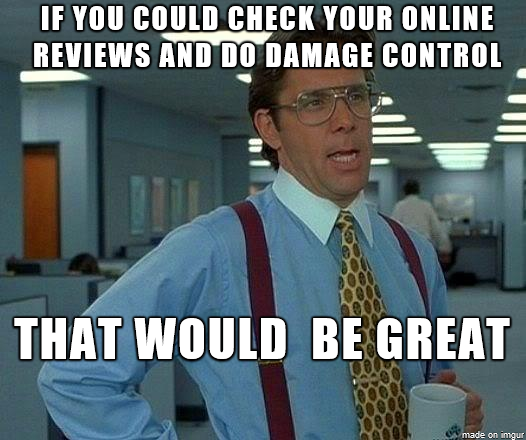 IF YOU COULD CHECK YOUR ONLINE
REVIEWS AND DO DAMAGE CONTROL
THAT WOULD BE GREAT
made on imgur